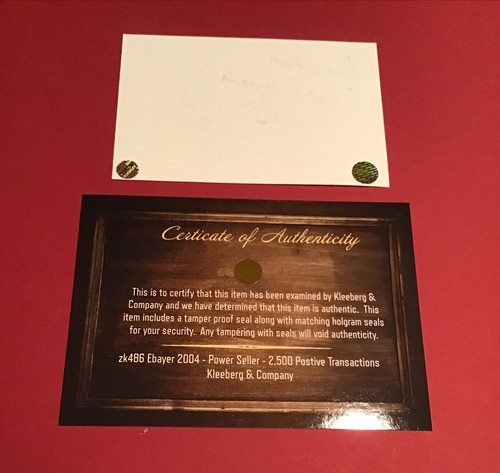 Certicate of Authenticity
This is to certify that this item has been examined by Kleeberg &
Company and we have determined that this item is authentic. This
item includes a tamper proof seal along with matching holgram seals
for your security. Any tampering with seals will void authenticity.
zk486 Ebayer 2004 - Power Seller - 2,500 Postive Transactions
Kleeberg & Company